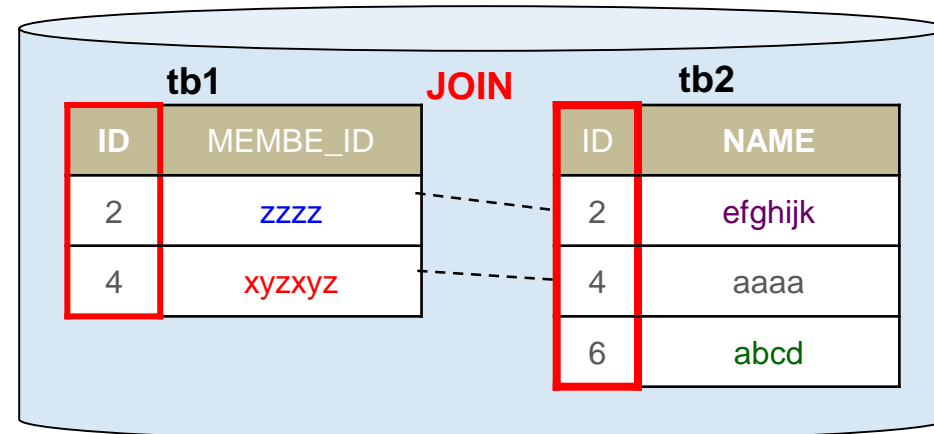 tb1 JOIN tb2
ID MEMBE_ID ID NAME
2 zzzz 2 efghijk
4 xyzxyz 4 aaaa
6 abcd